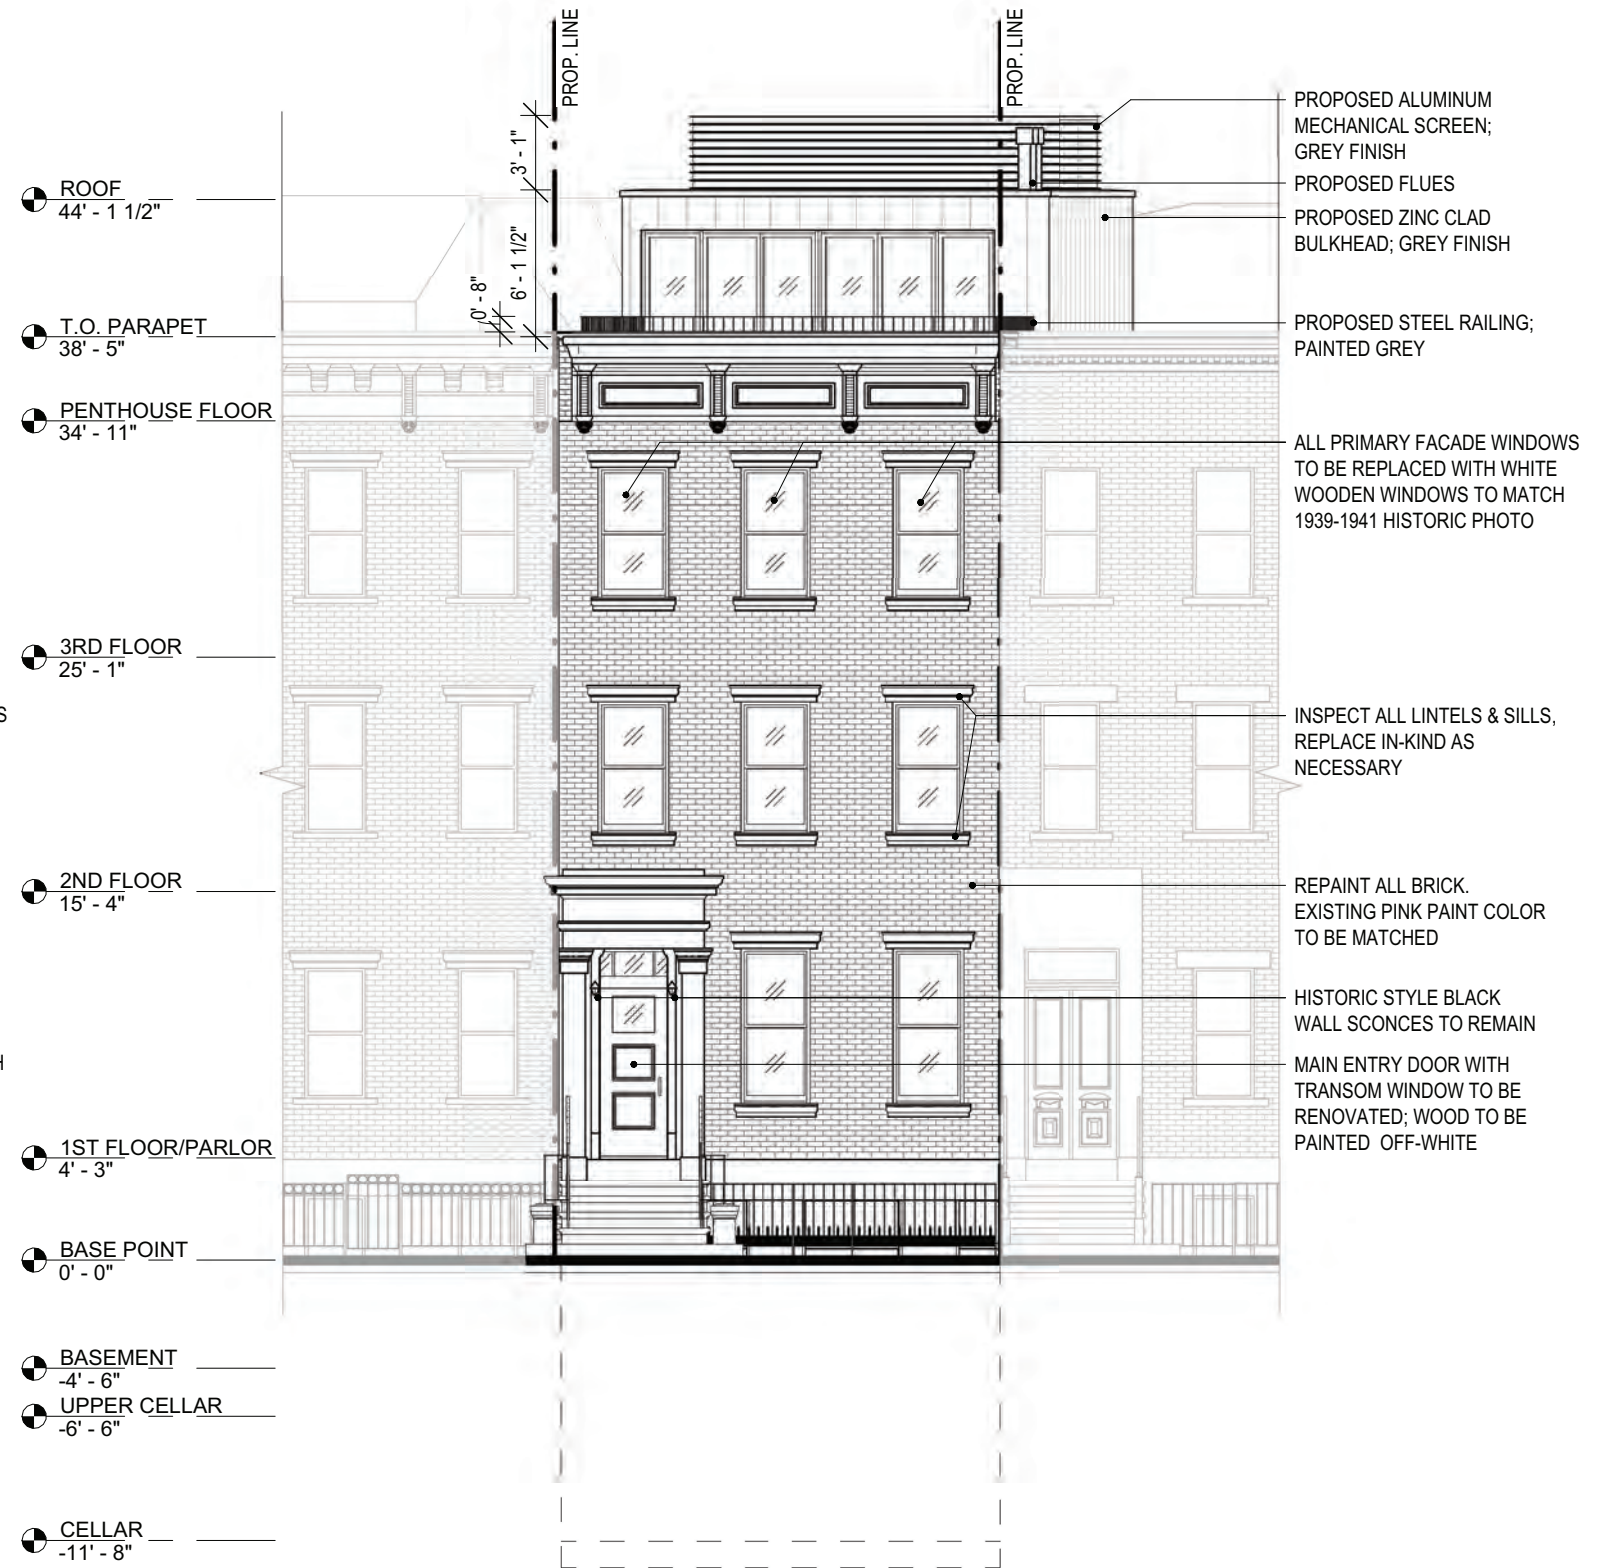 PROP. LINE
PROP. LINE
3' - 1"
6' - 1 1/2"
0' - 8"
ROOF
44' - 1 1/2"
T.O. PARAPET
38' - 5"
PENTHOUSE FLOOR
34' - 11"
3RD FLOOR
25' - 1"
S
2ND FLOOR
15' - 4"
H
1ST FLOOR/PARLOR
4' - 3"
BASE POINT
0' - 0"
BASEMENT
-4' - 6"
UPPER CELLAR
-6' - 6"
CELLAR
-11' - 8"
PROPOSED ALUMINUM
MECHANICAL SCREEN;
GREY FINISH
PROPOSED FLUES
PROPOSED ZINC CLAD
BULKHEAD; GREY FINISH
PROPOSED STEEL RAILING;
PAINTED GREY
ALL PRIMARY FACADE WINDOWS
TO BE REPLACED WITH WHITE
WOODEN WINDOWS TO MATCH
1939-1941 HISTORIC PHOTO
INSPECT ALL LINTELS & SILLS,
REPLACE IN-KIND AS
NECESSARY
REPAINT ALL BRICK.
EXISTING PINK PAINT COLOR
TO BE MATCHED
HISTORIC STYLE BLACK
WALL SCONCES TO REMAIN
MAIN ENTRY DOOR WITH
TRANSOM WINDOW TO BE
RENOVATED; WOOD TO BE
PAINTED OFF-WHITE